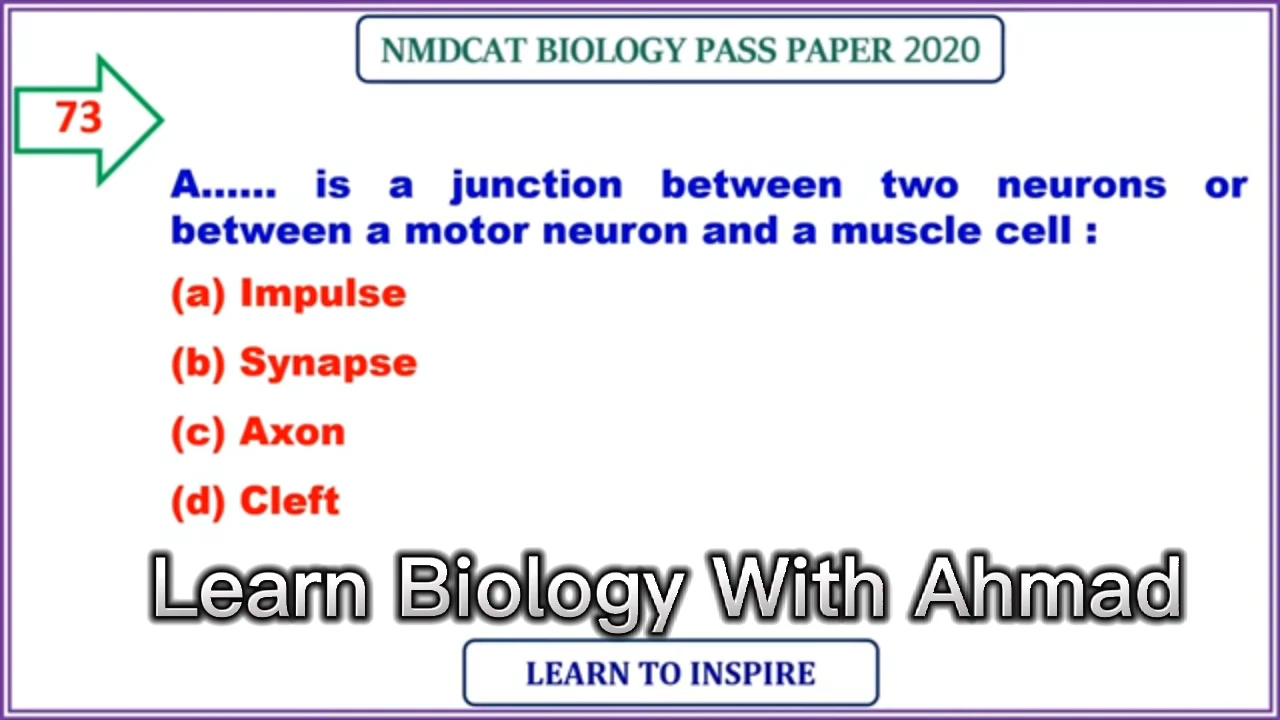 NMDCAT BIOLOGY PASS PAPER 2020
73
A...... is a junction between two neurons or
between a motor neuron and a muscle cell :
(a) Impulse
(b) Synapse
(c) Axon
(d) Cleft
Learn Biology With Ahmad
LEARN TO INSPIRE